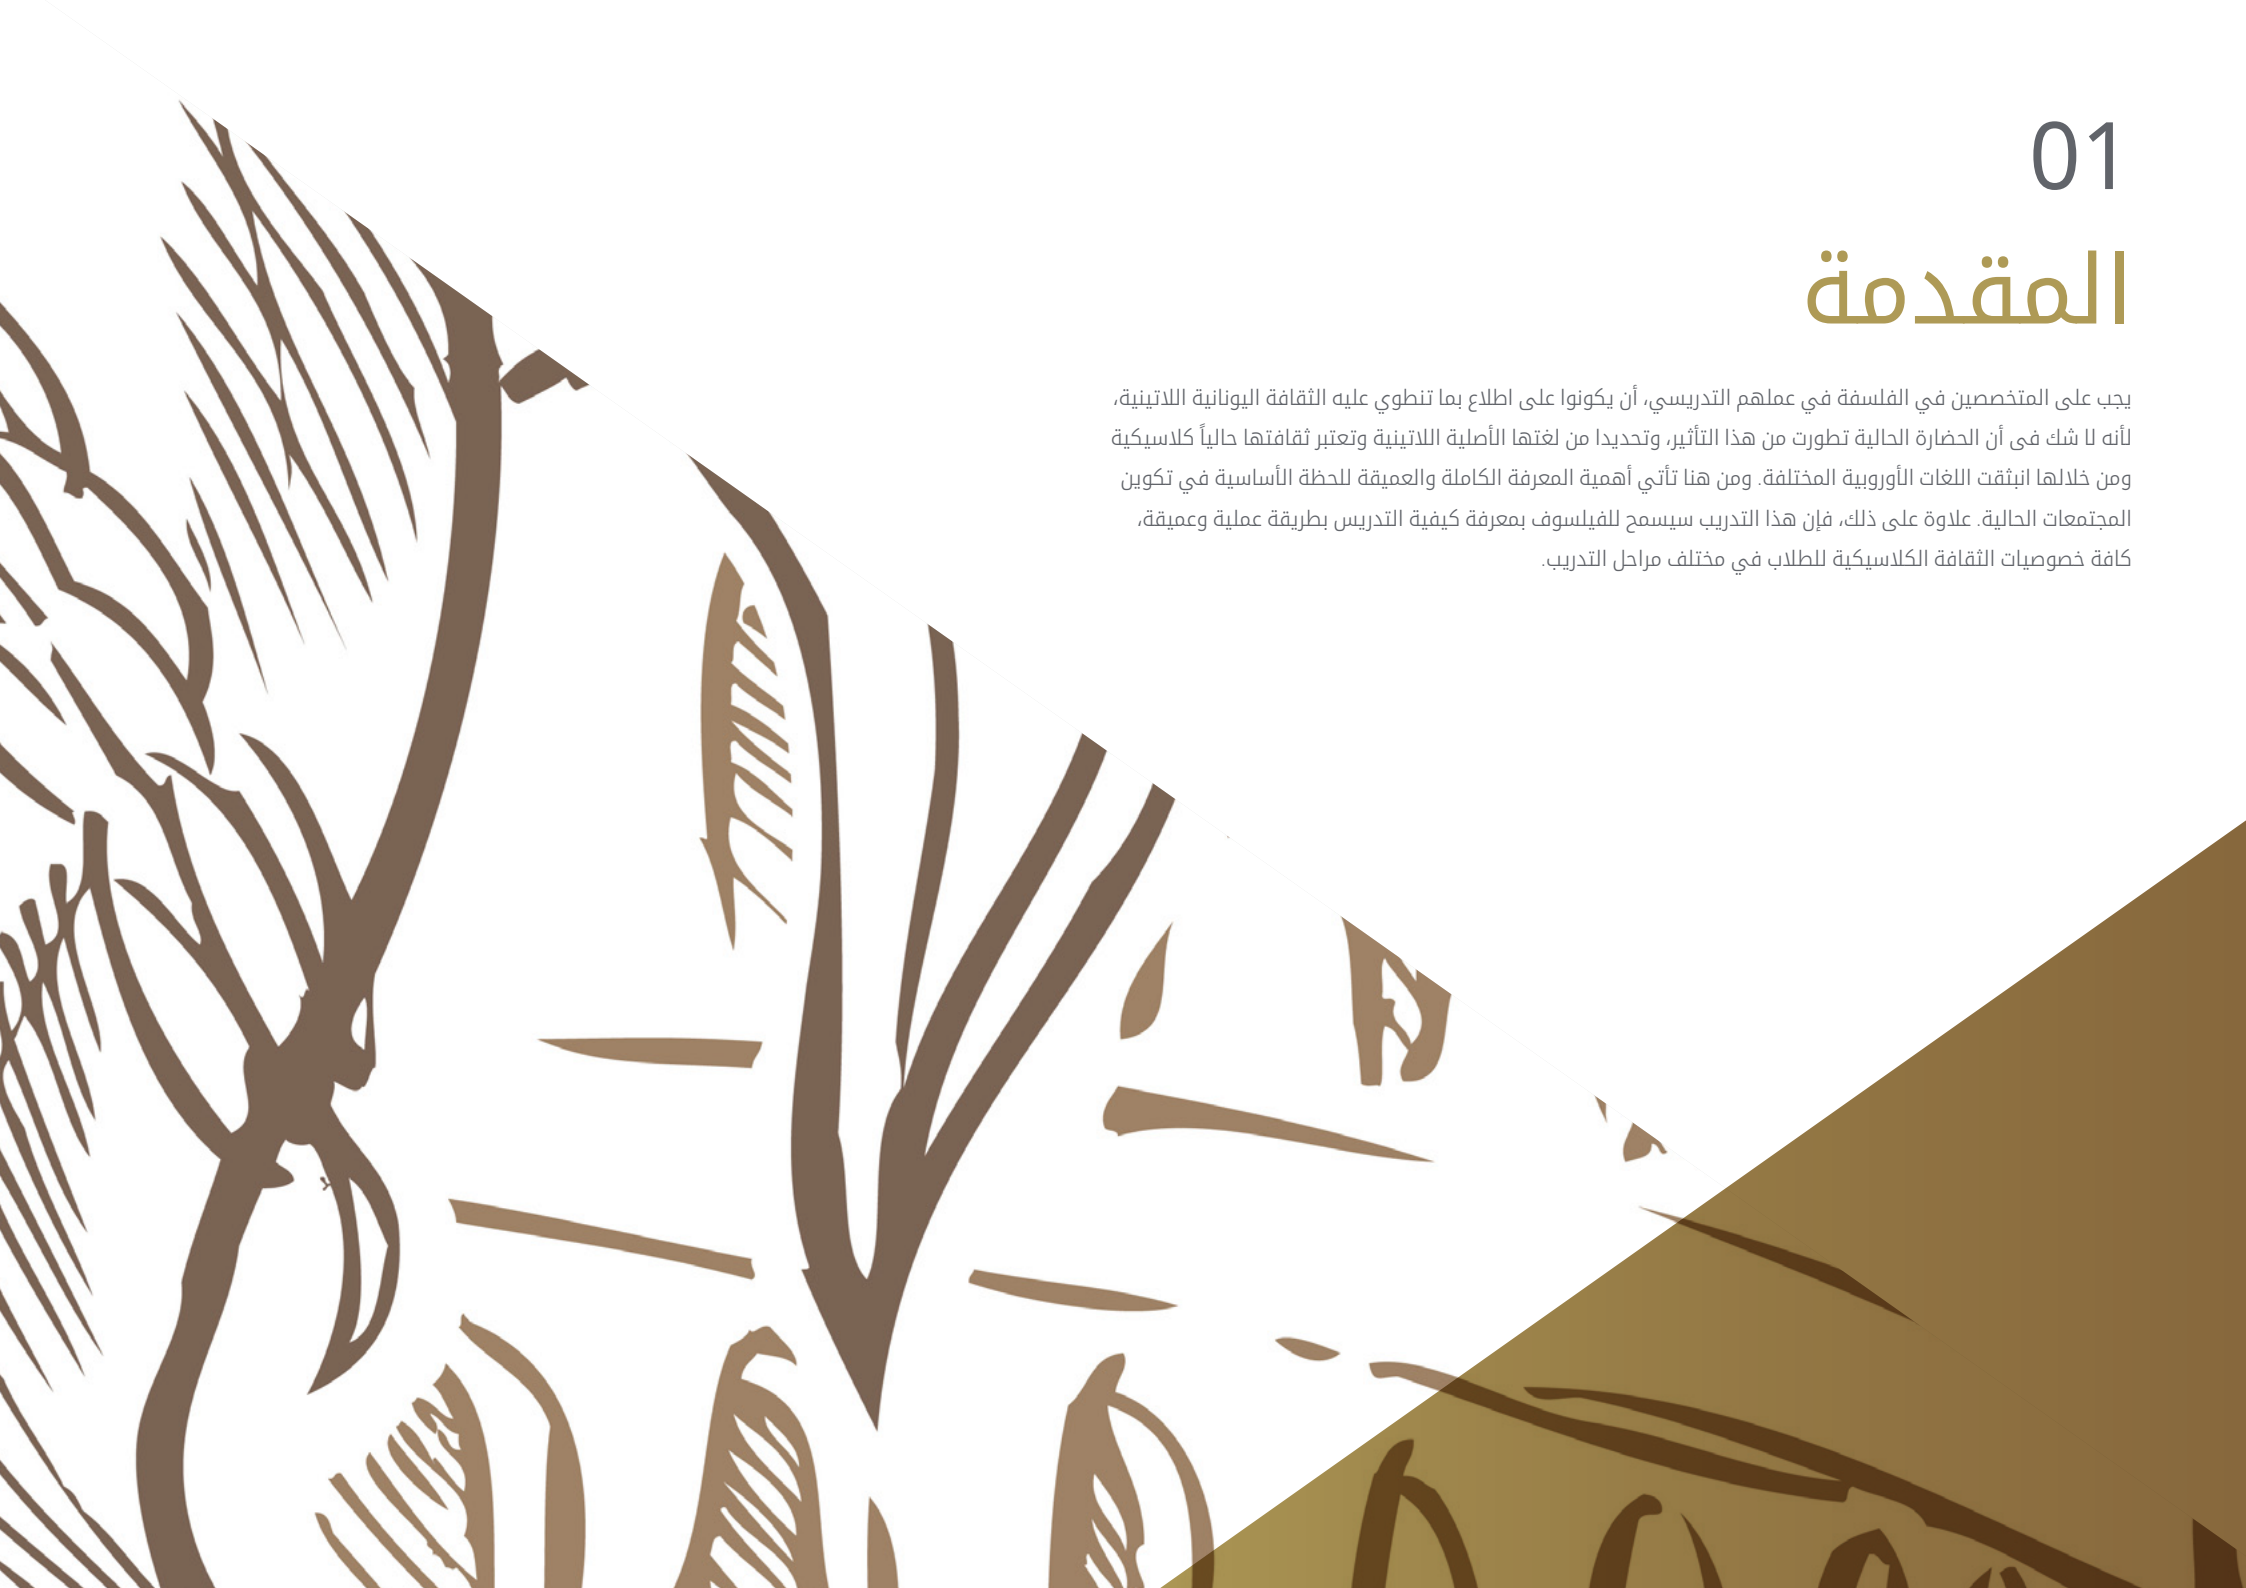 01
المقدمة
يجب على المتخصصين في الفلسفة في عملهم التدريسي، أن يكونوا على اطلاع بما تنطوي عليه الثقافة اليونانية اللاتينية،
لأنه لا شك فى أن الحضارة الحالية تطورت من هذا التأثير، وتحديدا من لغتها الأصلية اللاتينية وتعتبر ثقافتها حالياً كلاسيكية
ومن خلالها انبثقت اللغات الأوروبية المختلفة. ومن هنا تأتي أهمية المعرفة الكاملة والعميقة للحظة الأساسية في تكوين
المجتمعات الحالية. علاوة على ذلك، فإن هذا التدريب سيسمح للفيلسوف بمعرفة كيفية التدريس بطريقة عملية وعميقة،
كافة خصوصيات الثقافة الكلاسيكية للطلاب في مختلف مراحل التدريب.